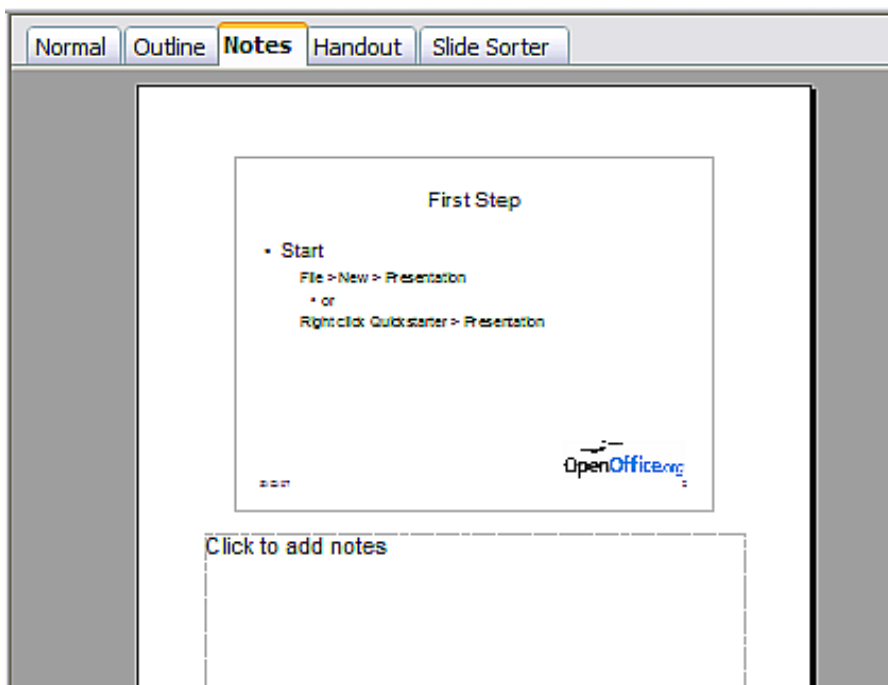 Normal Outline Notes Handout Slide Sorter
First Step
• Start
File > New > Presentation
• or
Right click Quickstarter > Presentation
OpenOffice.org
Click to add notes